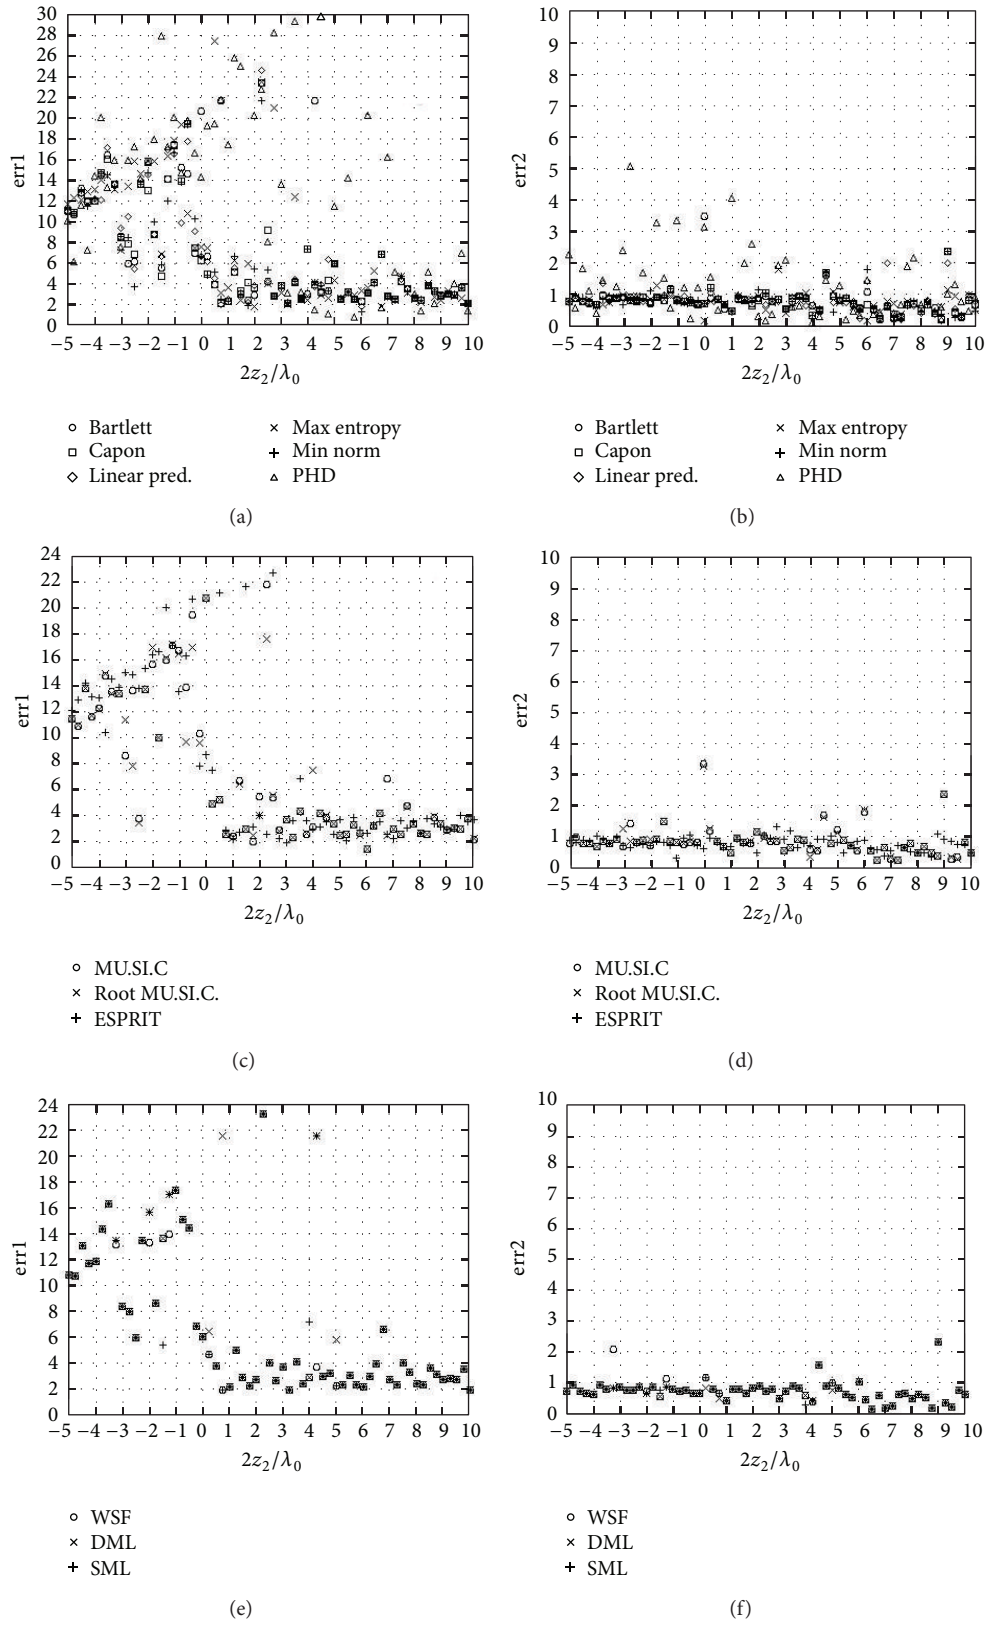 30
28
26
24
22
20
18
16
14
12
10
8
6
4
2
0
err1
−5 −4 −3 −2 −1 0 1 2 3 4 5 6 7 8 9 10
2z₂/λ₀
Bartlett
Capon
Linear pred.
Max entropy
Min norm
PHD
(a)
10
9
8
7
6
5
4
3
2
1
0
err2
−5 −4 −3 −2 −1 0 1 2 3 4 5 6 7 8 9 10
2z₂/λ₀
Bartlett
Capon
Linear pred.
Max entropy
Min norm
PHD
(b)
24
22
20
18
16
14
12
10
8
6
4
2
0
err1
−5 −4 −3 −2 −1 0 1 2 3 4 5 6 7 8 9 10
2z₂/λ₀
MU.SI.C
Root MU.SI.C.
ESPRIT
(c)
10
9
8
7
6
5
4
3
2
1
0
err2
−5 −4 −3 −2 −1 0 1 2 3 4 5 6 7 8 9 10
2z₂/λ₀
MU.SI.C
Root MU.SI.C.
ESPRIT
(d)
24
22
20
18
16
14
12
10
8
6
4
2
0
err1
−5 −4 −3 −2 −1 0 1 2 3 4 5 6 7 8 9 10
2z₂/λ₀
WSF
DML
SML
(e)
10
9
8
7
6
5
4
3
2
1
0
err2
−5 −4 −3 −2 −1 0 1 2 3 4 5 6 7 8 9 10
2z₂/λ₀
WSF
DML
SML
(f)